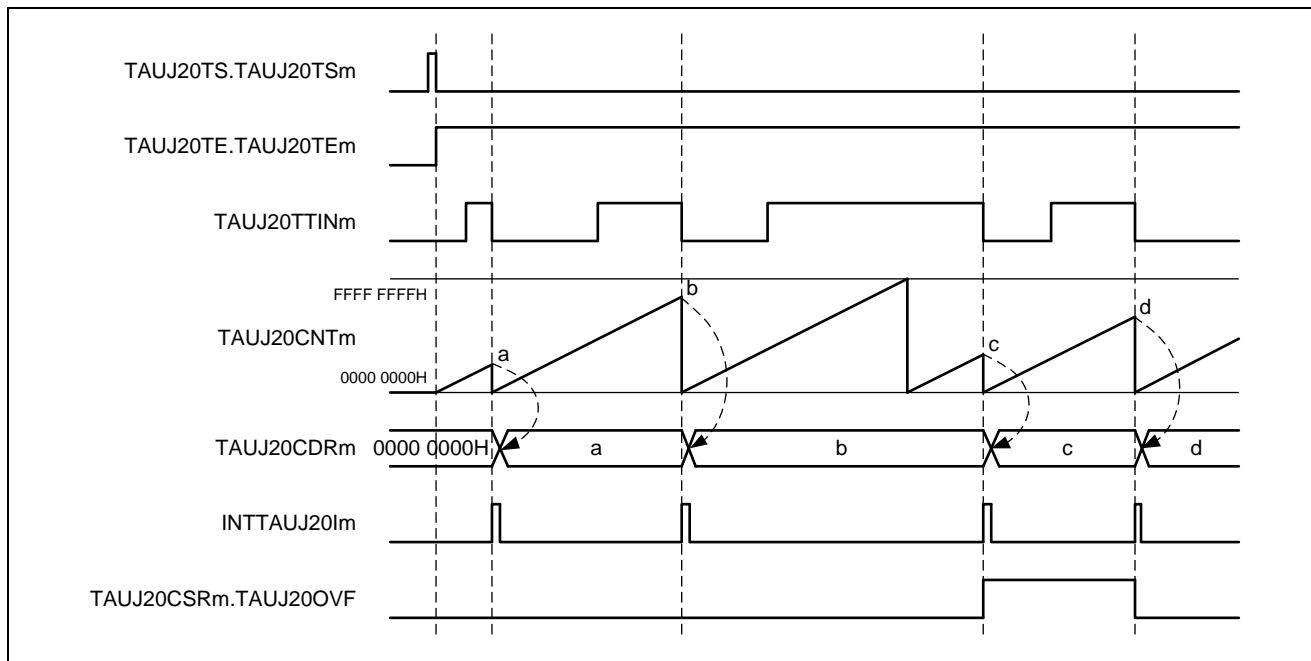 TAUJ20TS.TAUJ20TSm
TAUJ20TE.TAUJ20TEm
TAUJ20TTINm
FFFF FFFFH
b
d
TAUJ20CNTm
a
c
0000 0000H
TAUJ20CDRm 0000 0000H a b c d
INTTAUJ20Im
TAUJ20CSRm.TAUJ20OVF